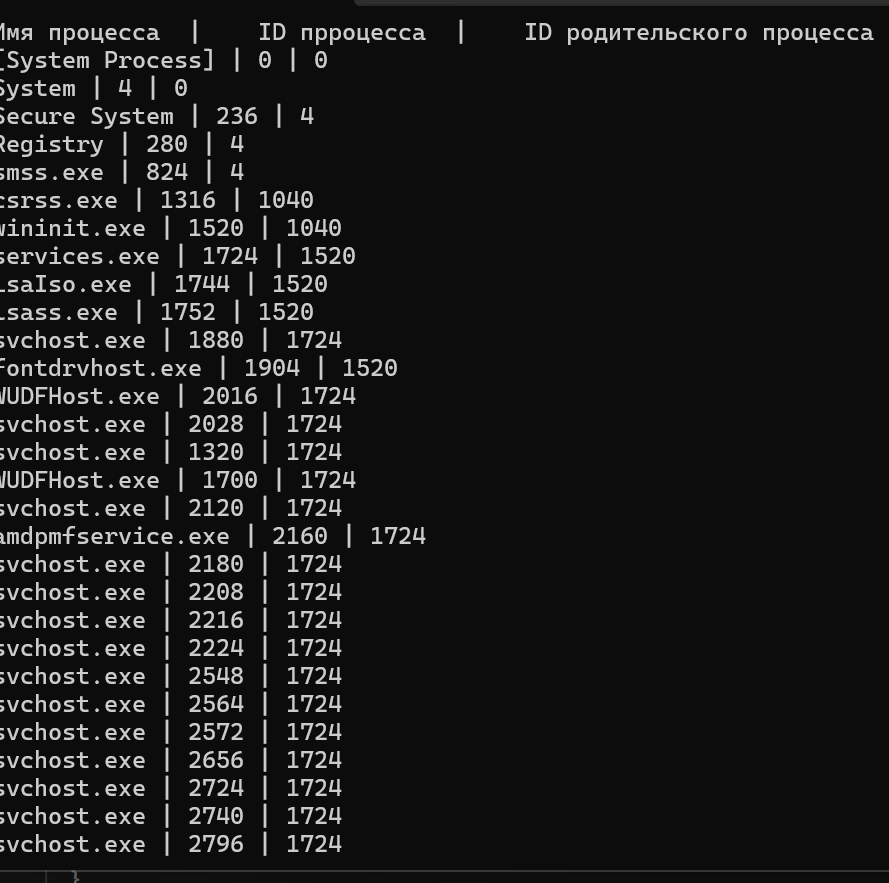 Имя процесса  |    ID прроцесса  |    ID родительского процесса
[System Process] | 0 | 0
System | 4 | 0
Secure System | 236 | 4
Registry | 280 | 4
smss.exe | 824 | 4
csrss.exe | 1316 | 1040
wininit.exe | 1520 | 1040
services.exe | 1724 | 1520
LsaIso.exe | 1744 | 1520
lsass.exe | 1752 | 1520
svchost.exe | 1880 | 1724
fontdrvhost.exe | 1904 | 1520
WUDFHost.exe | 2016 | 1724
svchost.exe | 2028 | 1724
svchost.exe | 1320 | 1724
WUDFHost.exe | 1700 | 1724
svchost.exe | 2120 | 1724
amdpmfservice.exe | 2160 | 1724
svchost.exe | 2180 | 1724
svchost.exe | 2208 | 1724
svchost.exe | 2216 | 1724
svchost.exe | 2224 | 1724
svchost.exe | 2548 | 1724
svchost.exe | 2564 | 1724
svchost.exe | 2572 | 1724
svchost.exe | 2656 | 1724
svchost.exe | 2724 | 1724
svchost.exe | 2740 | 1724
svchost.exe | 2796 | 1724
}